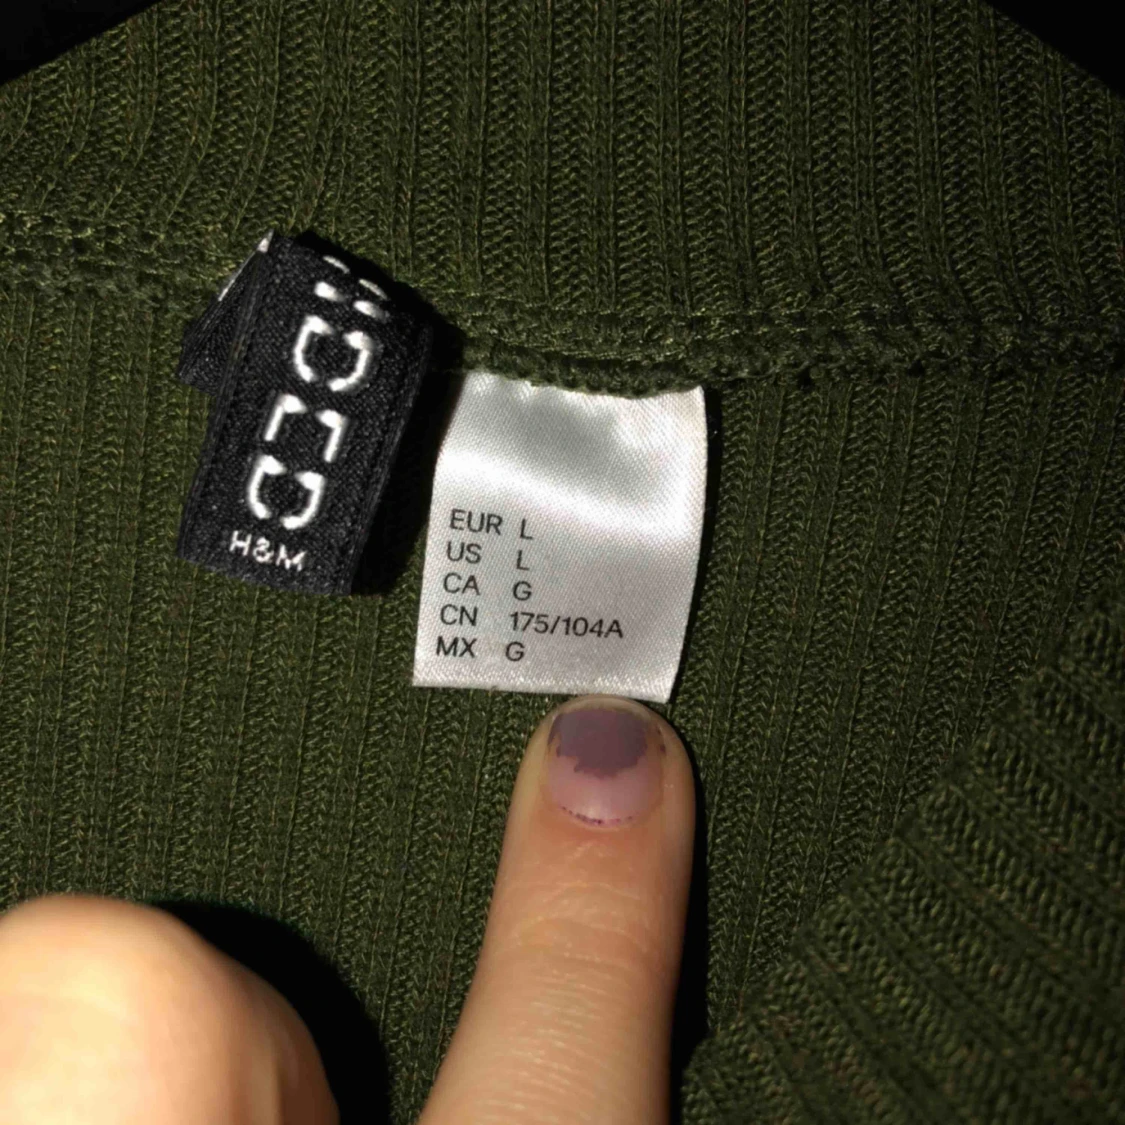 H&M
EUR L
US L
CA G
CN 175/104A
MX G